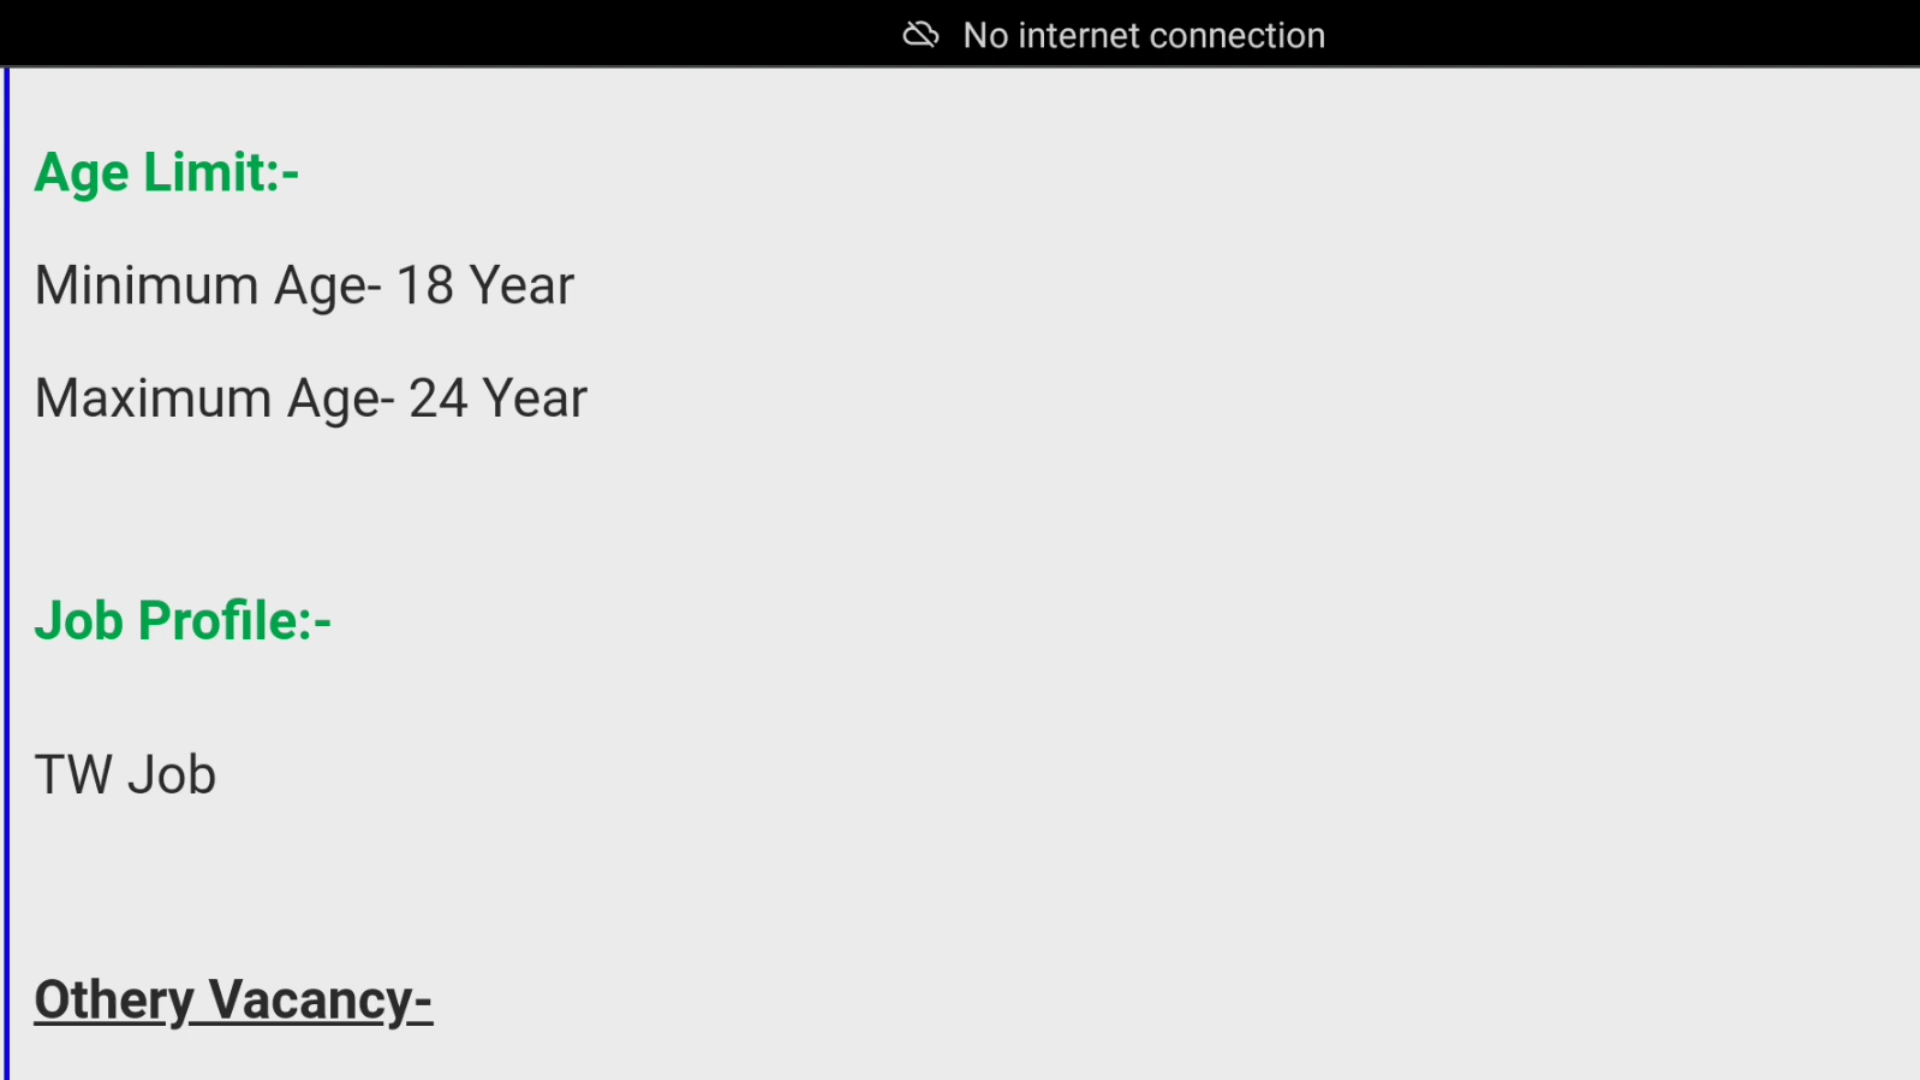 No internet connection
Age Limit:-
Minimum Age- 18 Year
Maximum Age- 24 Year
Job Profile:-
TW Job
Othery Vacancy-